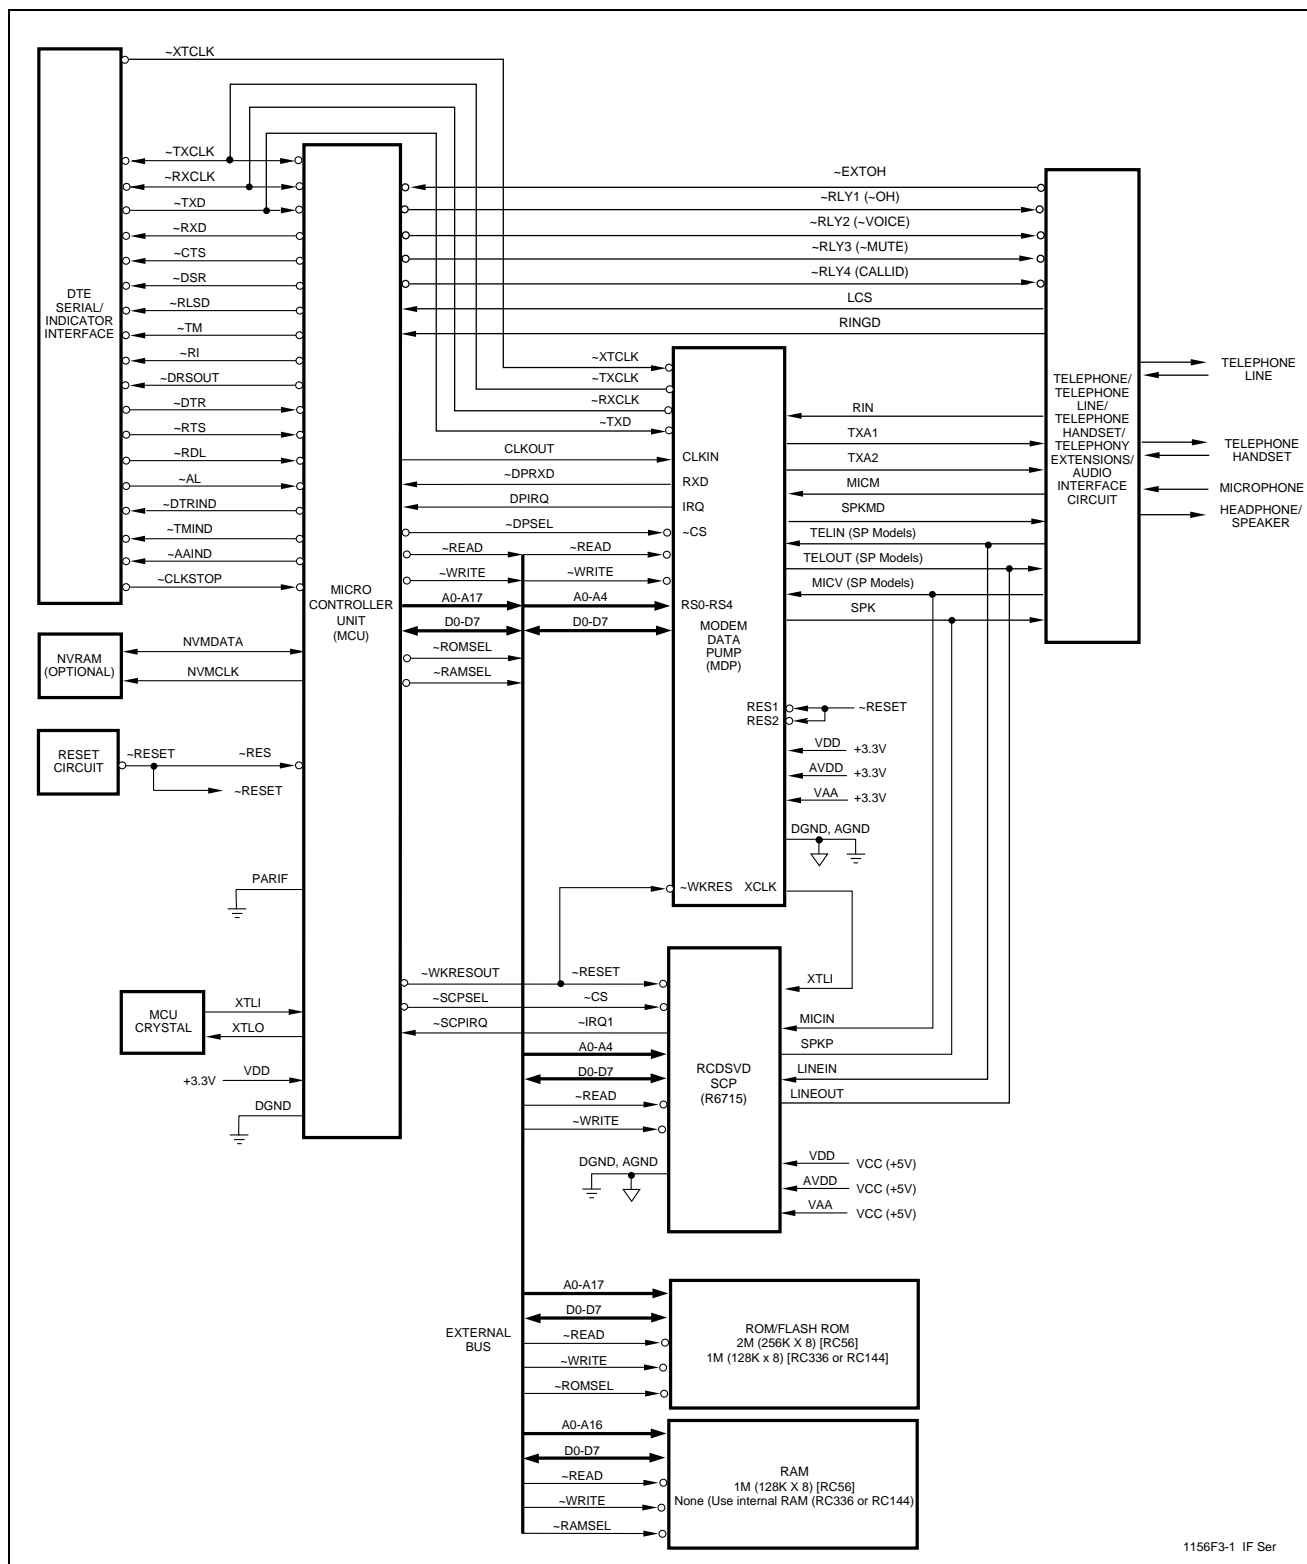 ~XTCLK
~TXCLK
~RXCLK
~TXD
~RXD
~CTS
~DSR
~RLSD
~TM
~RI
~DRSOUT
~DTR
~RTS
~RDL
~AL
~DTRIND
~TMIND
~AAIND
~CLKSTOP
DTE
SERIAL/
INDICATOR
INTERFACE
NVRAM
(OPTIONAL)
NVMDATA
NVMCLK
RESET
CIRCUIT
~RESET
~RES
~RESET
PARIF
MCU
CRYSTAL
XTLI
XTLO
+3.3V
VDD
DGND
MICRO
CONTROLLER
UNIT
(MCU)
~EXTOH
~RLY1 (~OH)
~RLY2 (~VOICE)
~RLY3 (~MUTE)
~RLY4 (CALLID)
LCS
RINGD
~XTCLK
~TXCLK
~RXCLK
~TXD
CLKOUT
~DPRXD
DPIRQ
~DPSEL
~READ
~READ
~WRITE
~WRITE
A0-A17
A0-A4
D0-D7
D0-D7
~ROMSEL
~RAMSEL
CLKIN
RXD
IRQ
~CS
RS0-RS4
MODEM
DATA
PUMP
(MDP)
RES1
RES2
~RESET
VDD
+3.3V
AVDD
+3.3V
VAA
+3.3V
DGND, AGND
~WKRES
XCLK
RIN
TXA1
TXA2
MICM
SPKMD
TELIN (SP Models)
TELOUT (SP Models)
MICV (SP Models)
SPK
TELEPHONE/
TELEPHONE
LINE/
TELEPHONE
HANDSET/
TELEPHONY
EXTENSIONS/
AUDIO
INTERFACE
CIRCUIT
TELEPHONE
LINE
TELEPHONE
HANDSET
MICROPHONE
HEADPHONE/
SPEAKER
~WKRESOUT
~RESET
~SCPSEL
~CS
~SCPIRQ
~IRQ1
A0-A4
D0-D7
~READ
~WRITE
DGND, AGND
RCDSVD
SCP
(R6715)
XTLI
MICIN
SPKP
LINEIN
LINEOUT
VDD
VCC (+5V)
AVDD
VCC (+5V)
VAA
VCC (+5V)
EXTERNAL
BUS
A0-A17
D0-D7
~READ
~WRITE
~ROMSEL
ROM/FLASH ROM
2M (256K X 8) [RC56]
1M (128K x 8) [RC336 or RC144]
A0-A16
D0-D7
~READ
~WRITE
~RAMSEL
RAM
1M (128K X 8) [RC56]
None (Use internal RAM (RC336 or RC144)
1156F3-1 IF Ser